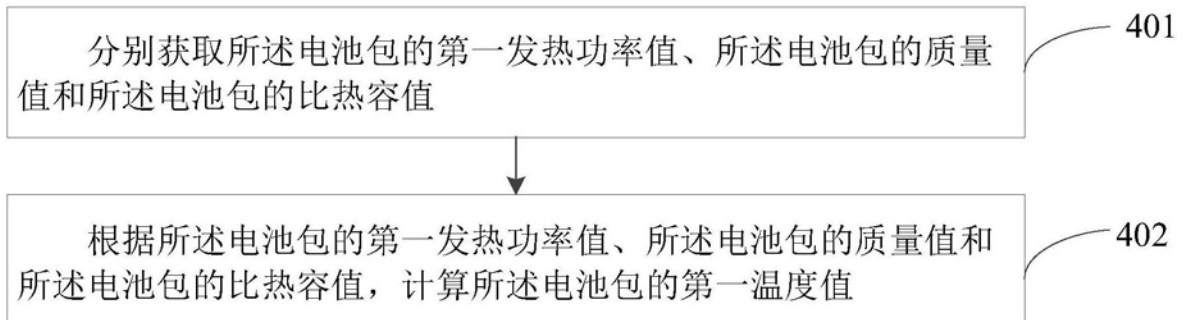 分别获取所述电池包的第一发热功率值、所述电池包的质量
值和所述电池包的比热容值
401
根据所述电池包的第一发热功率值、所述电池包的质量值和
所述电池包的比热容值，计算所述电池包的第一温度值
402